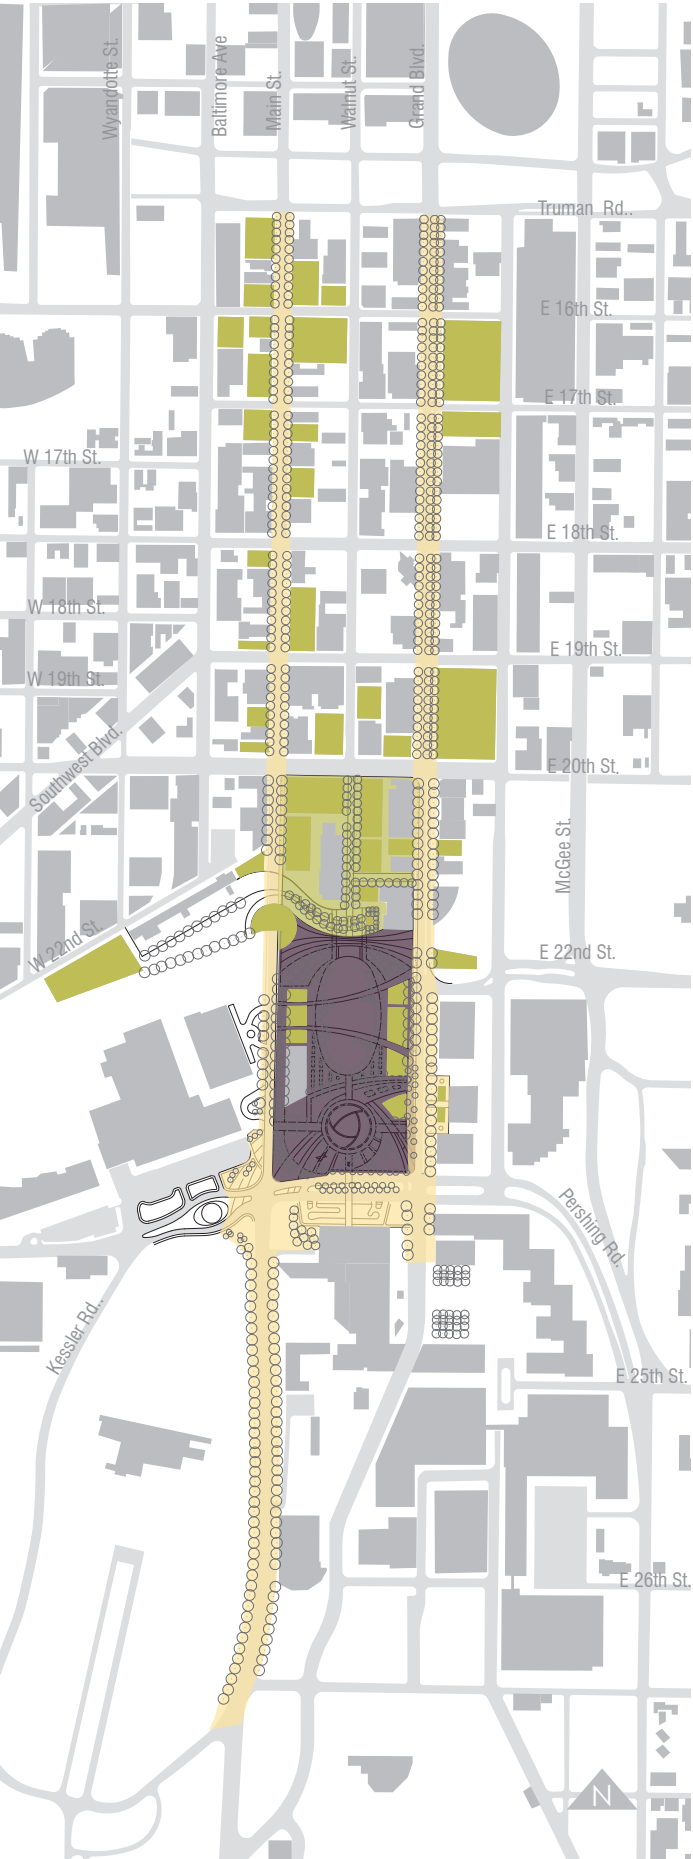 Wyandotte St.
Baltimore Ave
Main St.
Walnut St.
Grand Blvd.
Truman Rd..
E 16th St.
E 17th St.
W 17th St.
E 18th St.
W 18th St.
E 19th St.
W 19th St.
Southwest Blvd.
E 20th St.
McGee St.
W 22nd St.
E 22nd St.
Pershing Rd.
Kessler Rd..
E 25th St.
E 26th St.
N